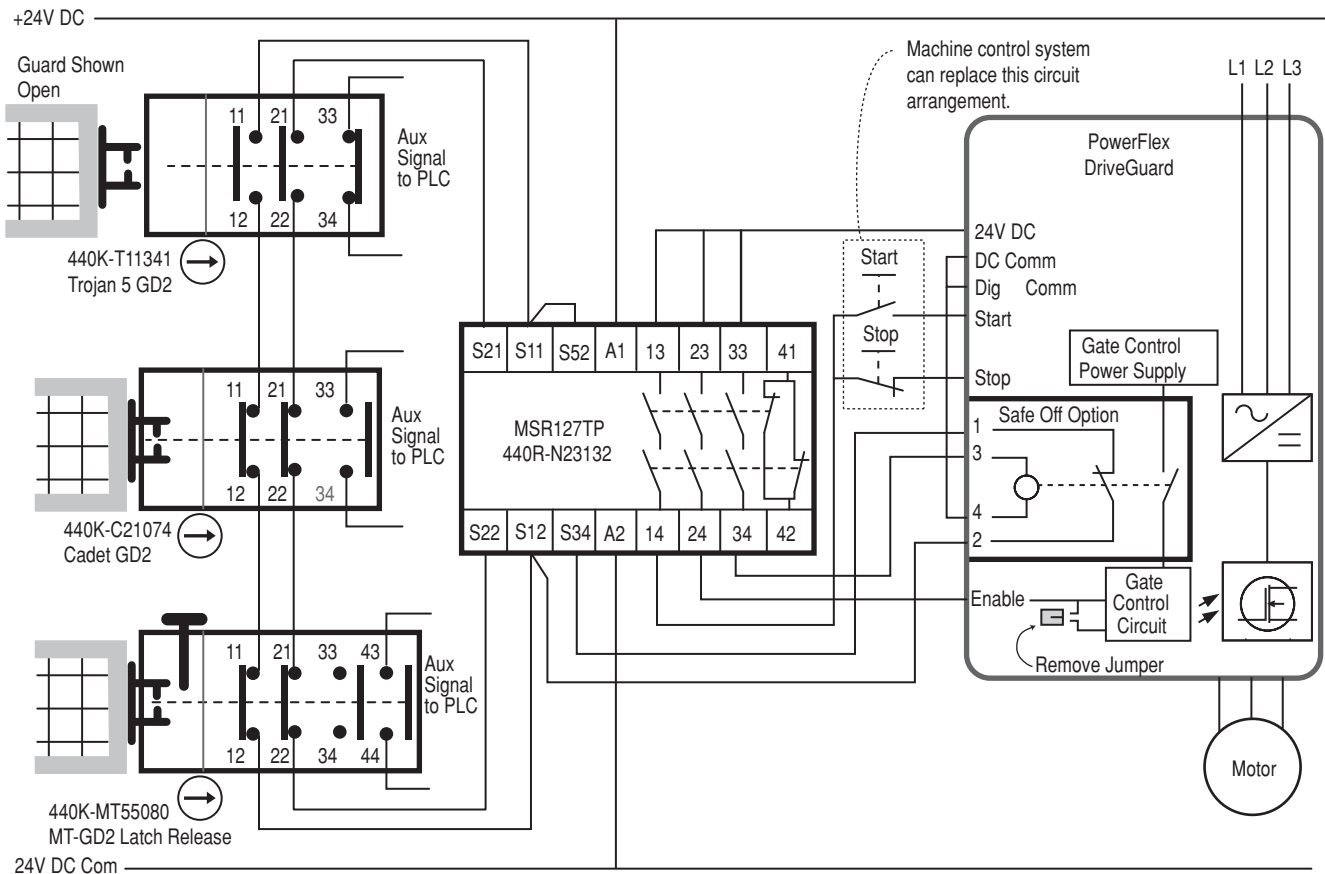 +24V DC
Guard Shown
Open
11 21 33
Aux
Signal
to PLC
12 22 34
440K-T11341
Trojan 5 GD2
11 21 33
Aux
Signal
to PLC
12 22 34
440K-C21074
Cadet GD2
11 21 33 43
Aux
Signal
to PLC
12 22 34 44
440K-MT55080
MT-GD2 Latch Release
24V DC Com
S21 S11 S52 A1 13 23 33 41
MSR127TP
440R-N23132
S22 S12 S34 A2 14 24 34 42
Machine control system
can replace this circuit
arrangement.
Start
Stop
L1 L2 L3
PowerFlex
DriveGuard
24V DC
DC Comm
Dig Comm
Start
Stop
Gate Control
Power Supply
Safe Off Option
1
3
4
2
Enable
Gate
Control
Circuit
Remove Jumper
Motor